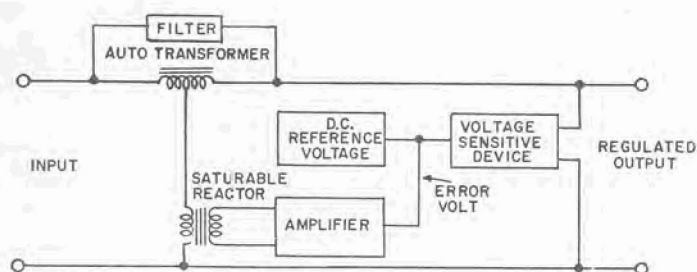 FILTER
AUTO TRANSFORMER
INPUT
D.C.
REFERENCE
VOLTAGE
VOLTAGE
SENSITIVE
DEVICE
REGULATED
OUTPUT
SATURABLE
REACTOR
AMPLIFIER
ERROR
VOLT